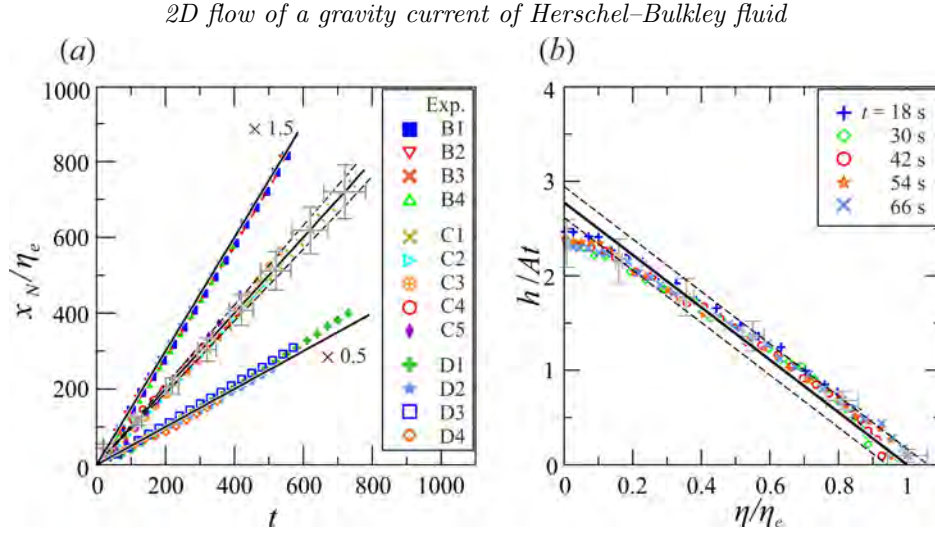 2D flow of a gravity current of Herschel–Bulkley fluid
(a)
(b)
1000
800
600
400
200
0
x_N/η_e
0 200 400 600 800 1000
t
× 1.5
× 0.5
Exp.
B1
B2
B3
B4
C1
C2
C3
C4
C5
D1
D2
D3
D4
4
3
2
1
0
h/At
0 0.2 0.4 0.6 0.8 1
η/η_e
t = 18 s
30 s
42 s
54 s
66 s